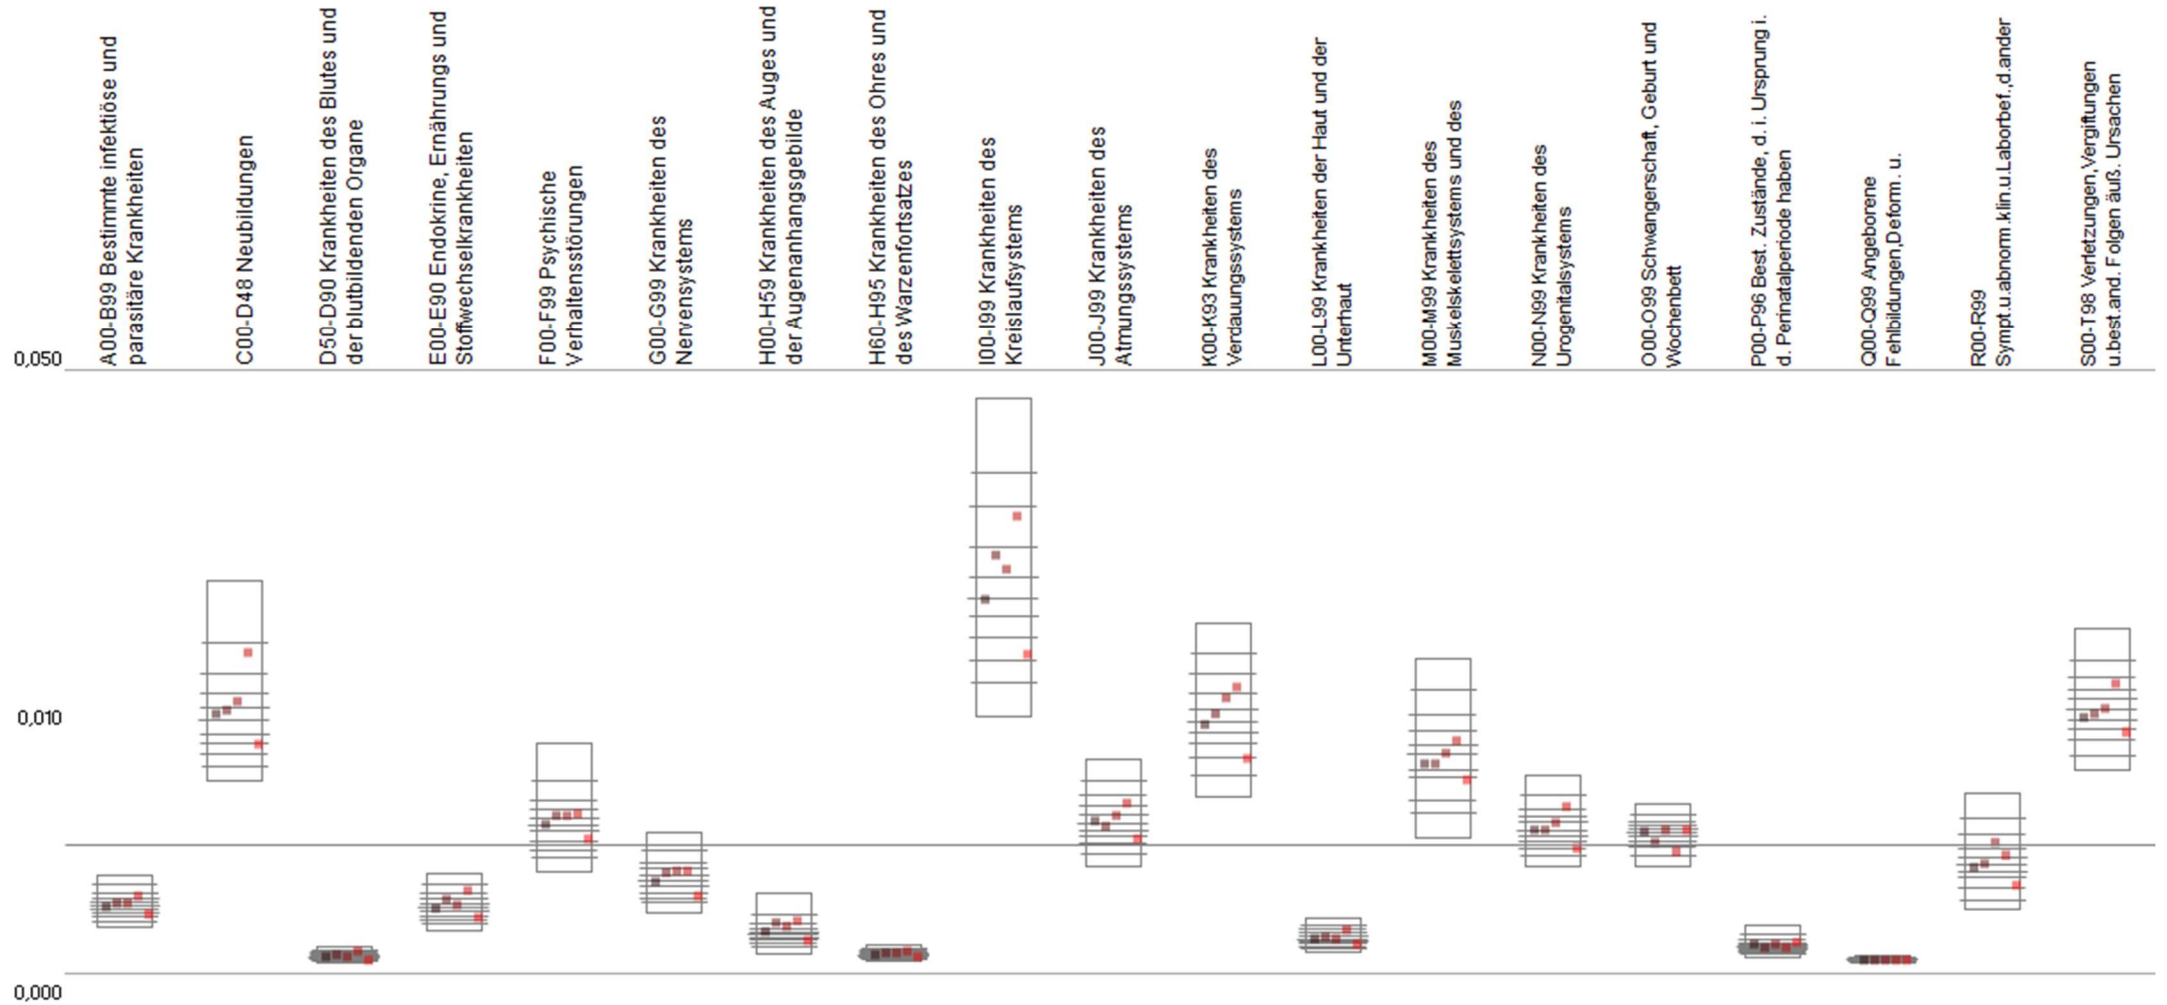 A00-B99 Bestimmte infektiöse und
parasitäre Krankheiten
C00-D48 Neubildungen
D50-D90 Krankheiten des Blutes und
der blutbildenden Organe
E00-E90 Endokrine, Ernährungs und
Stoffwechselkrankheiten
F00-F99 Psychische
Verhaltensstörungen
G00-G99 Krankheiten des
Nervensystems
H00-H59 Krankheiten des Auges und
der Augenanhangsgebilde
H60-H95 Krankheiten des Ohres und
des Warzenfortsatzes
I00-I99 Krankheiten des
Kreislaufsystems
J00-J99 Krankheiten des
Atmungssystems
K00-K93 Krankheiten des
Verdauungssystems
L00-L99 Krankheiten der Haut und der
Unterhaut
M00-M99 Krankheiten des
Muskelskelettsystems und des
N00-N99 Krankheiten des
Urogenitalsystems
O00-O99 Schwangerschaft, Geburt und
Wochenbett
P00-P96 Best. Zustände, d. i. Ursprung i.
d. Perinatalperiode haben
Q00-Q99 Angeborene
Fehlbildungen,Deform. u.
R00-R99
Sympt.u.abnorm.klin.u.Laborbef.,d.ander
S00-T98 Verletzungen,Vergiftungen
u.best.and. Folgen äuß. Ursachen
0,050
0,010
0,000